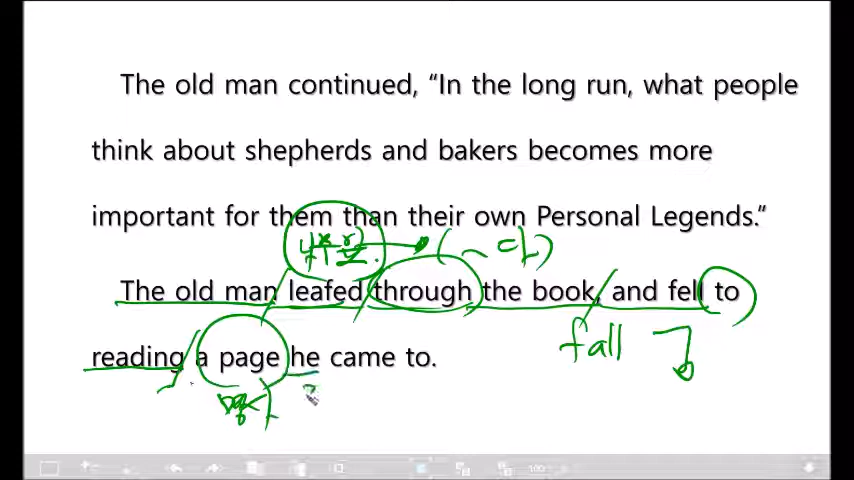 The old man continued, “In the long run, what people
think about shepherds and bakers becomes more
important for them than their own Personal Legends.”
The old man leafed through the book, and fell to
fall
reading a page he came to.